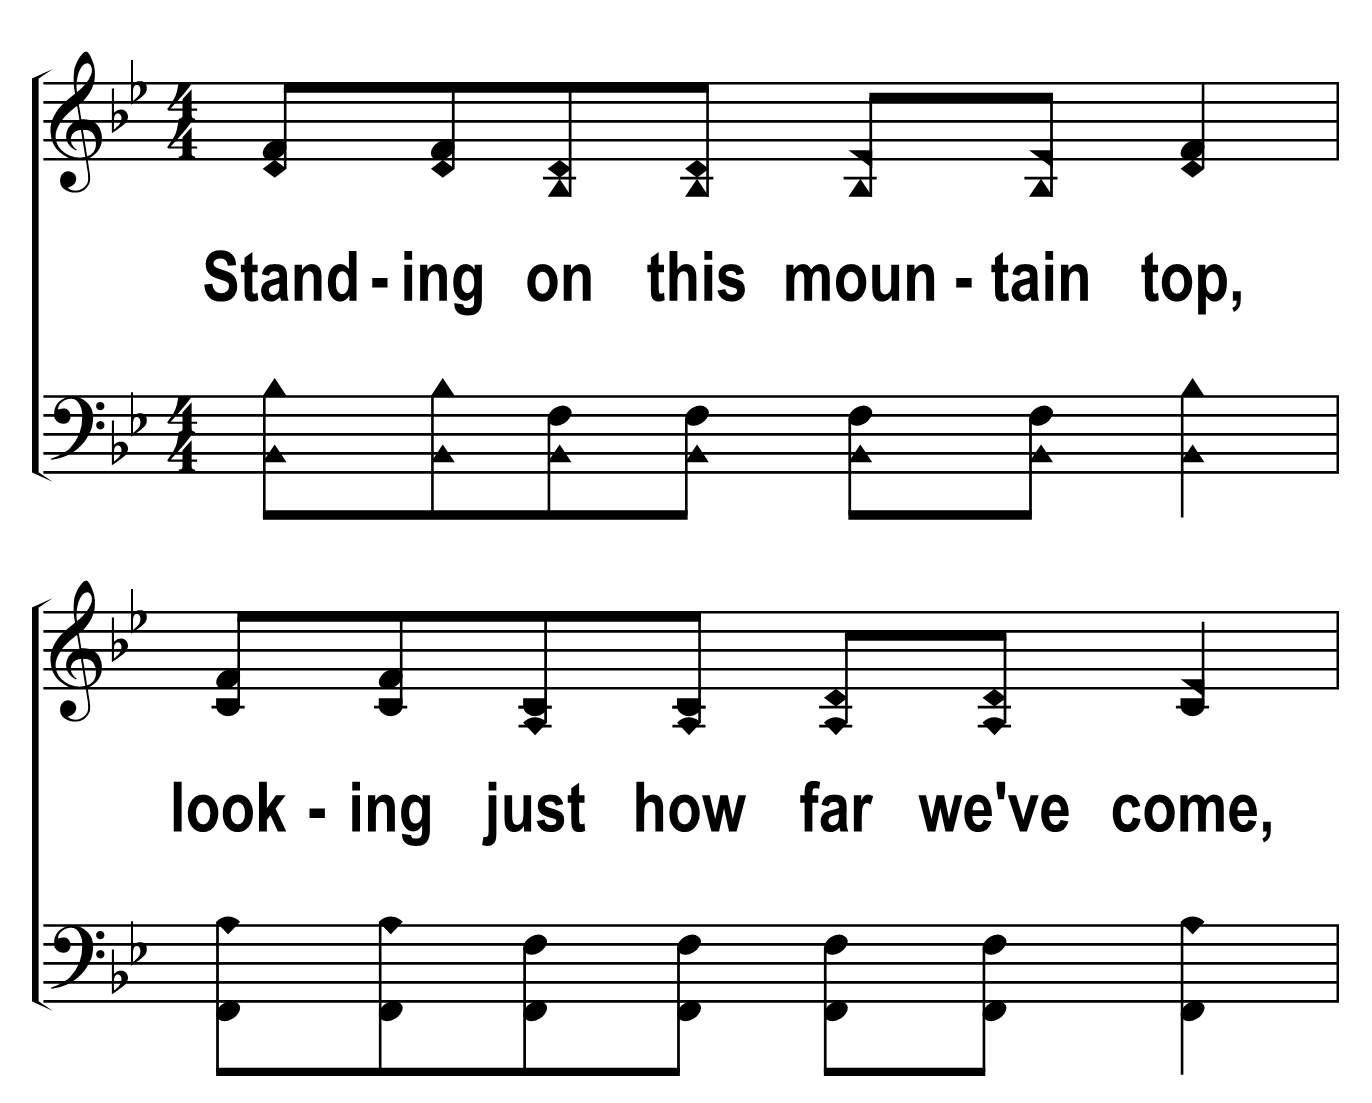 Stand - ing on this moun - tain top,
look - ing just how far we've come,